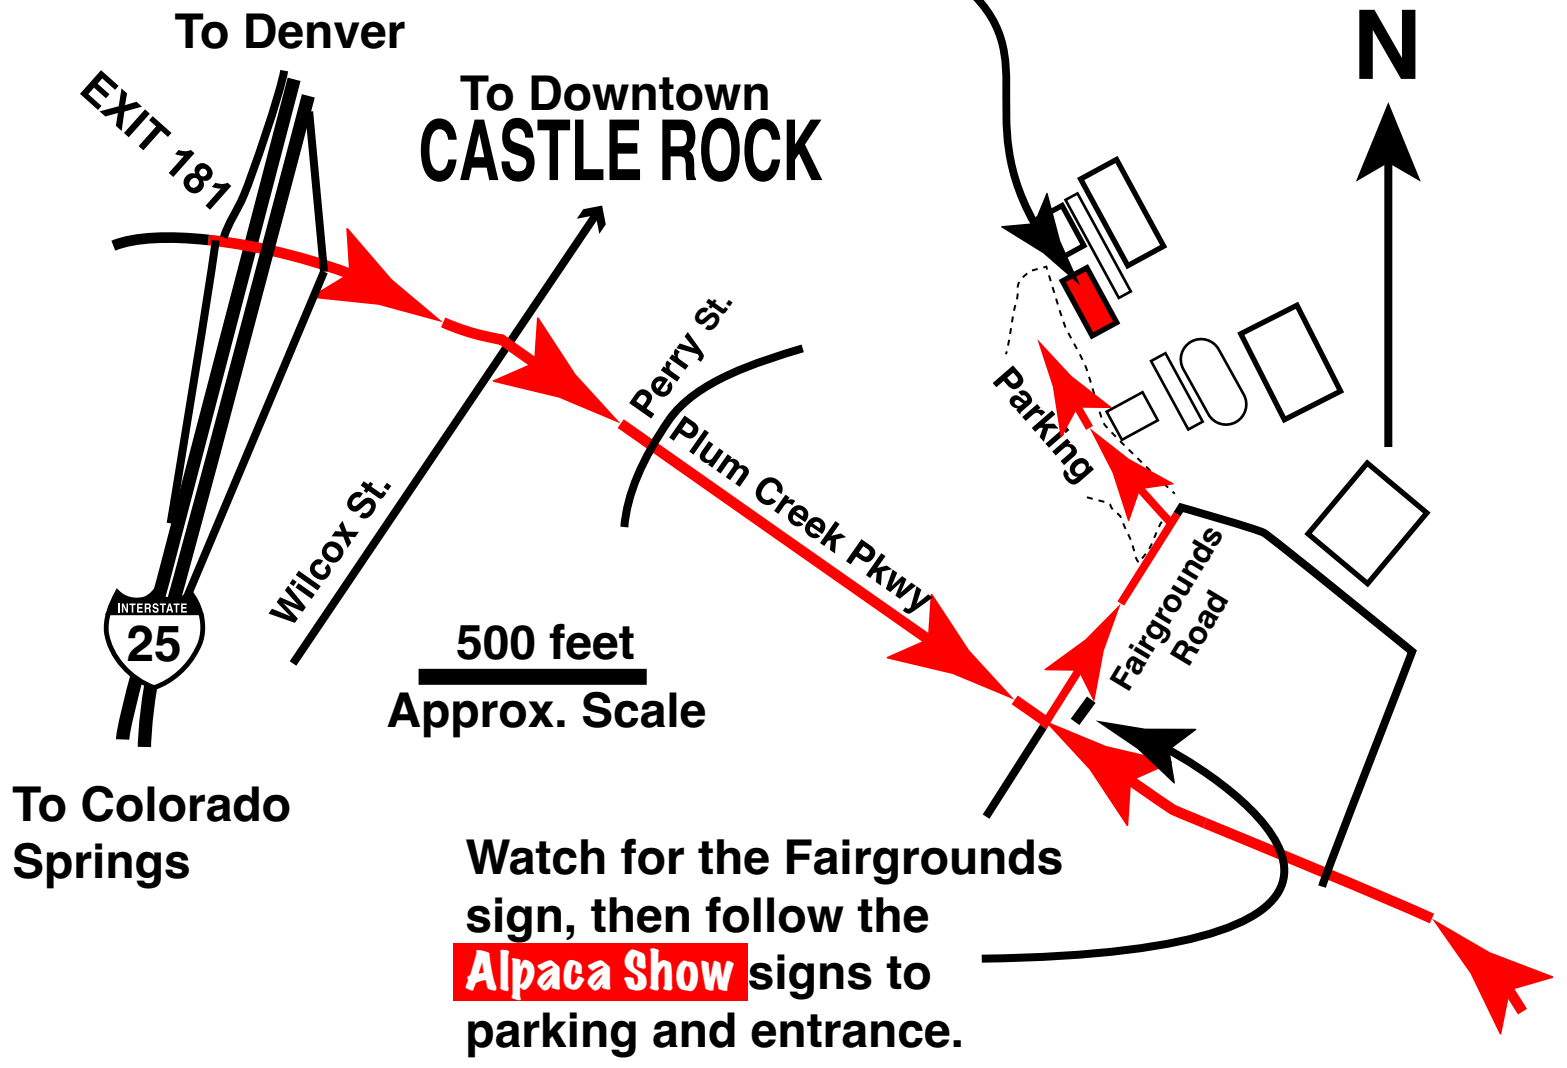 To Denver
N
EXIT 181
To Downtown
CASTLE ROCK
Perry St.
Parking
Plum Creek Pkwy
Wilcox St.
Fairgrounds
Road
INTERSTATE
25
500 feet
Approx. Scale
To Colorado
Springs
Watch for the Fairgrounds
sign, then follow the
Alpaca Show signs to
parking and entrance.